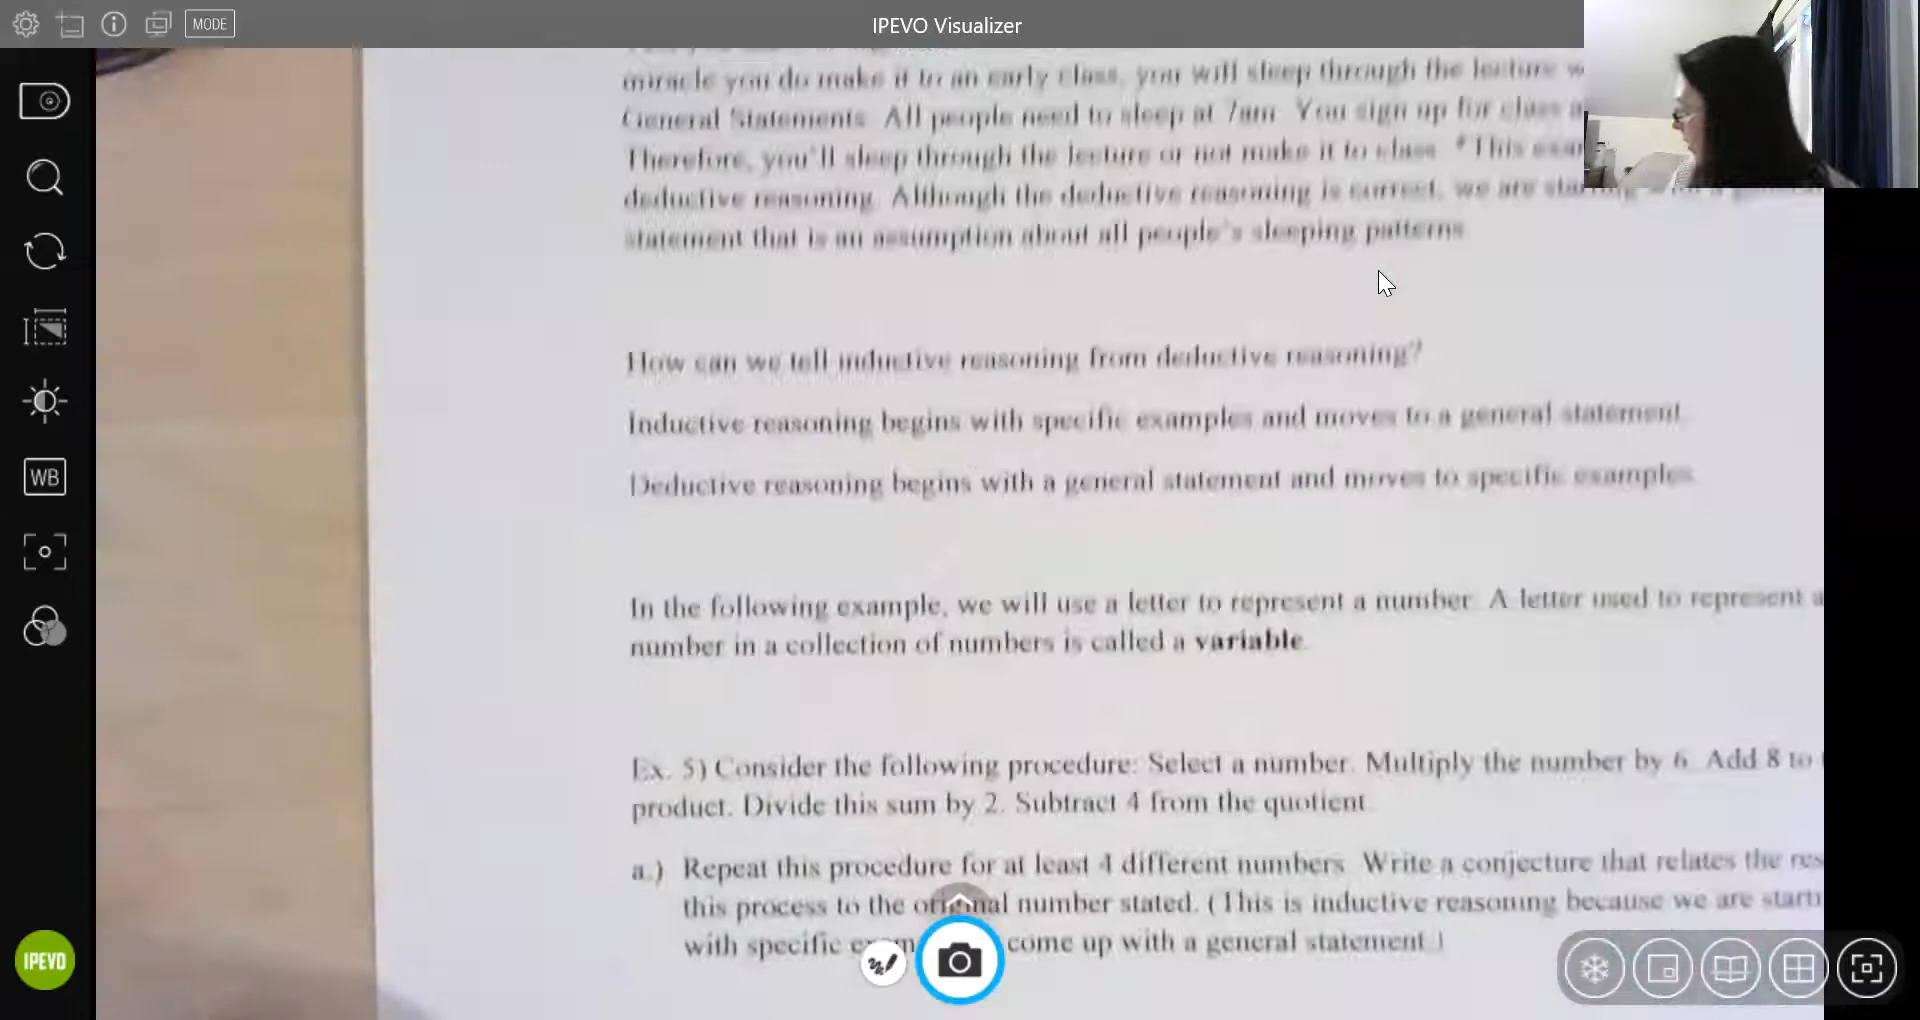 MODE
IPEVO Visualizer
miracle you do make it to an early class, you will sleep through the lecture
General Statements: All people need to sleep at 7am. You sign up for class
Therefore, you'll sleep through the lecture or not make it to class. *This
deductive reasoning. Although the deductive reasoning is correct, we are
statement that is an assumption about all people's sleeping patterns.
How can we tell inductive reasoning from deductive reasoning?
Inductive reasoning begins with specific examples and moves to a general statement.
Deductive reasoning begins with a general statement and moves to specific examples.
WB
In the following example, we will use a letter to represent a number. A letter used to represent a
number in a collection of numbers is called a variable.
Ex. 5) Consider the following procedure: Select a number. Multiply the number by 6. Add 8 to
product. Divide this sum by 2. Subtract 4 from the quotient.
a.) Repeat this procedure for at least 4 different numbers. Write a conjecture that relates the res
this process to the original number stated. (This is inductive reasoning because we are starti
with specific come up with a general statement.)
IPEVO